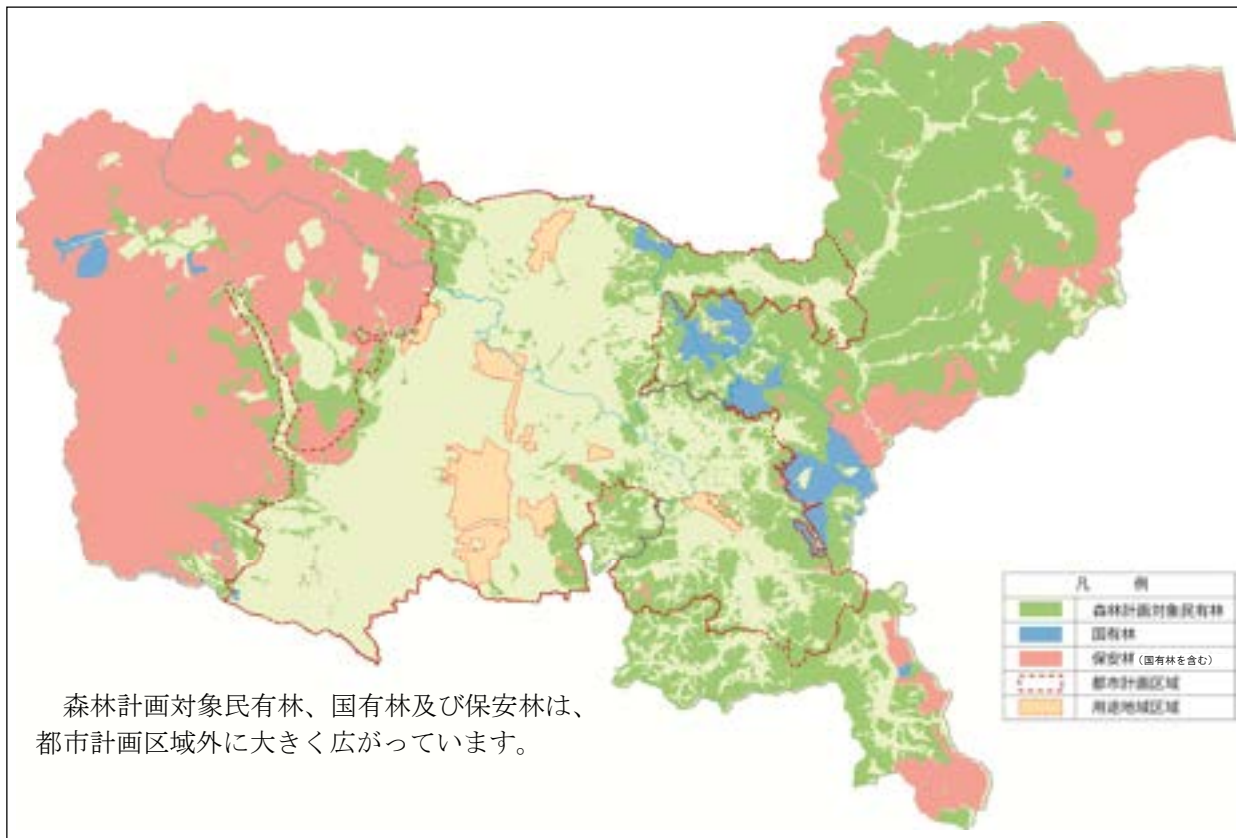 凡 例
森林計画対象民有林
国有林
保安林(国有林を含む)
都市計画区域
用途地域区域
森林計画対象民有林、国有林及び保安林は、
都市計画区域外に大きく広がっています。